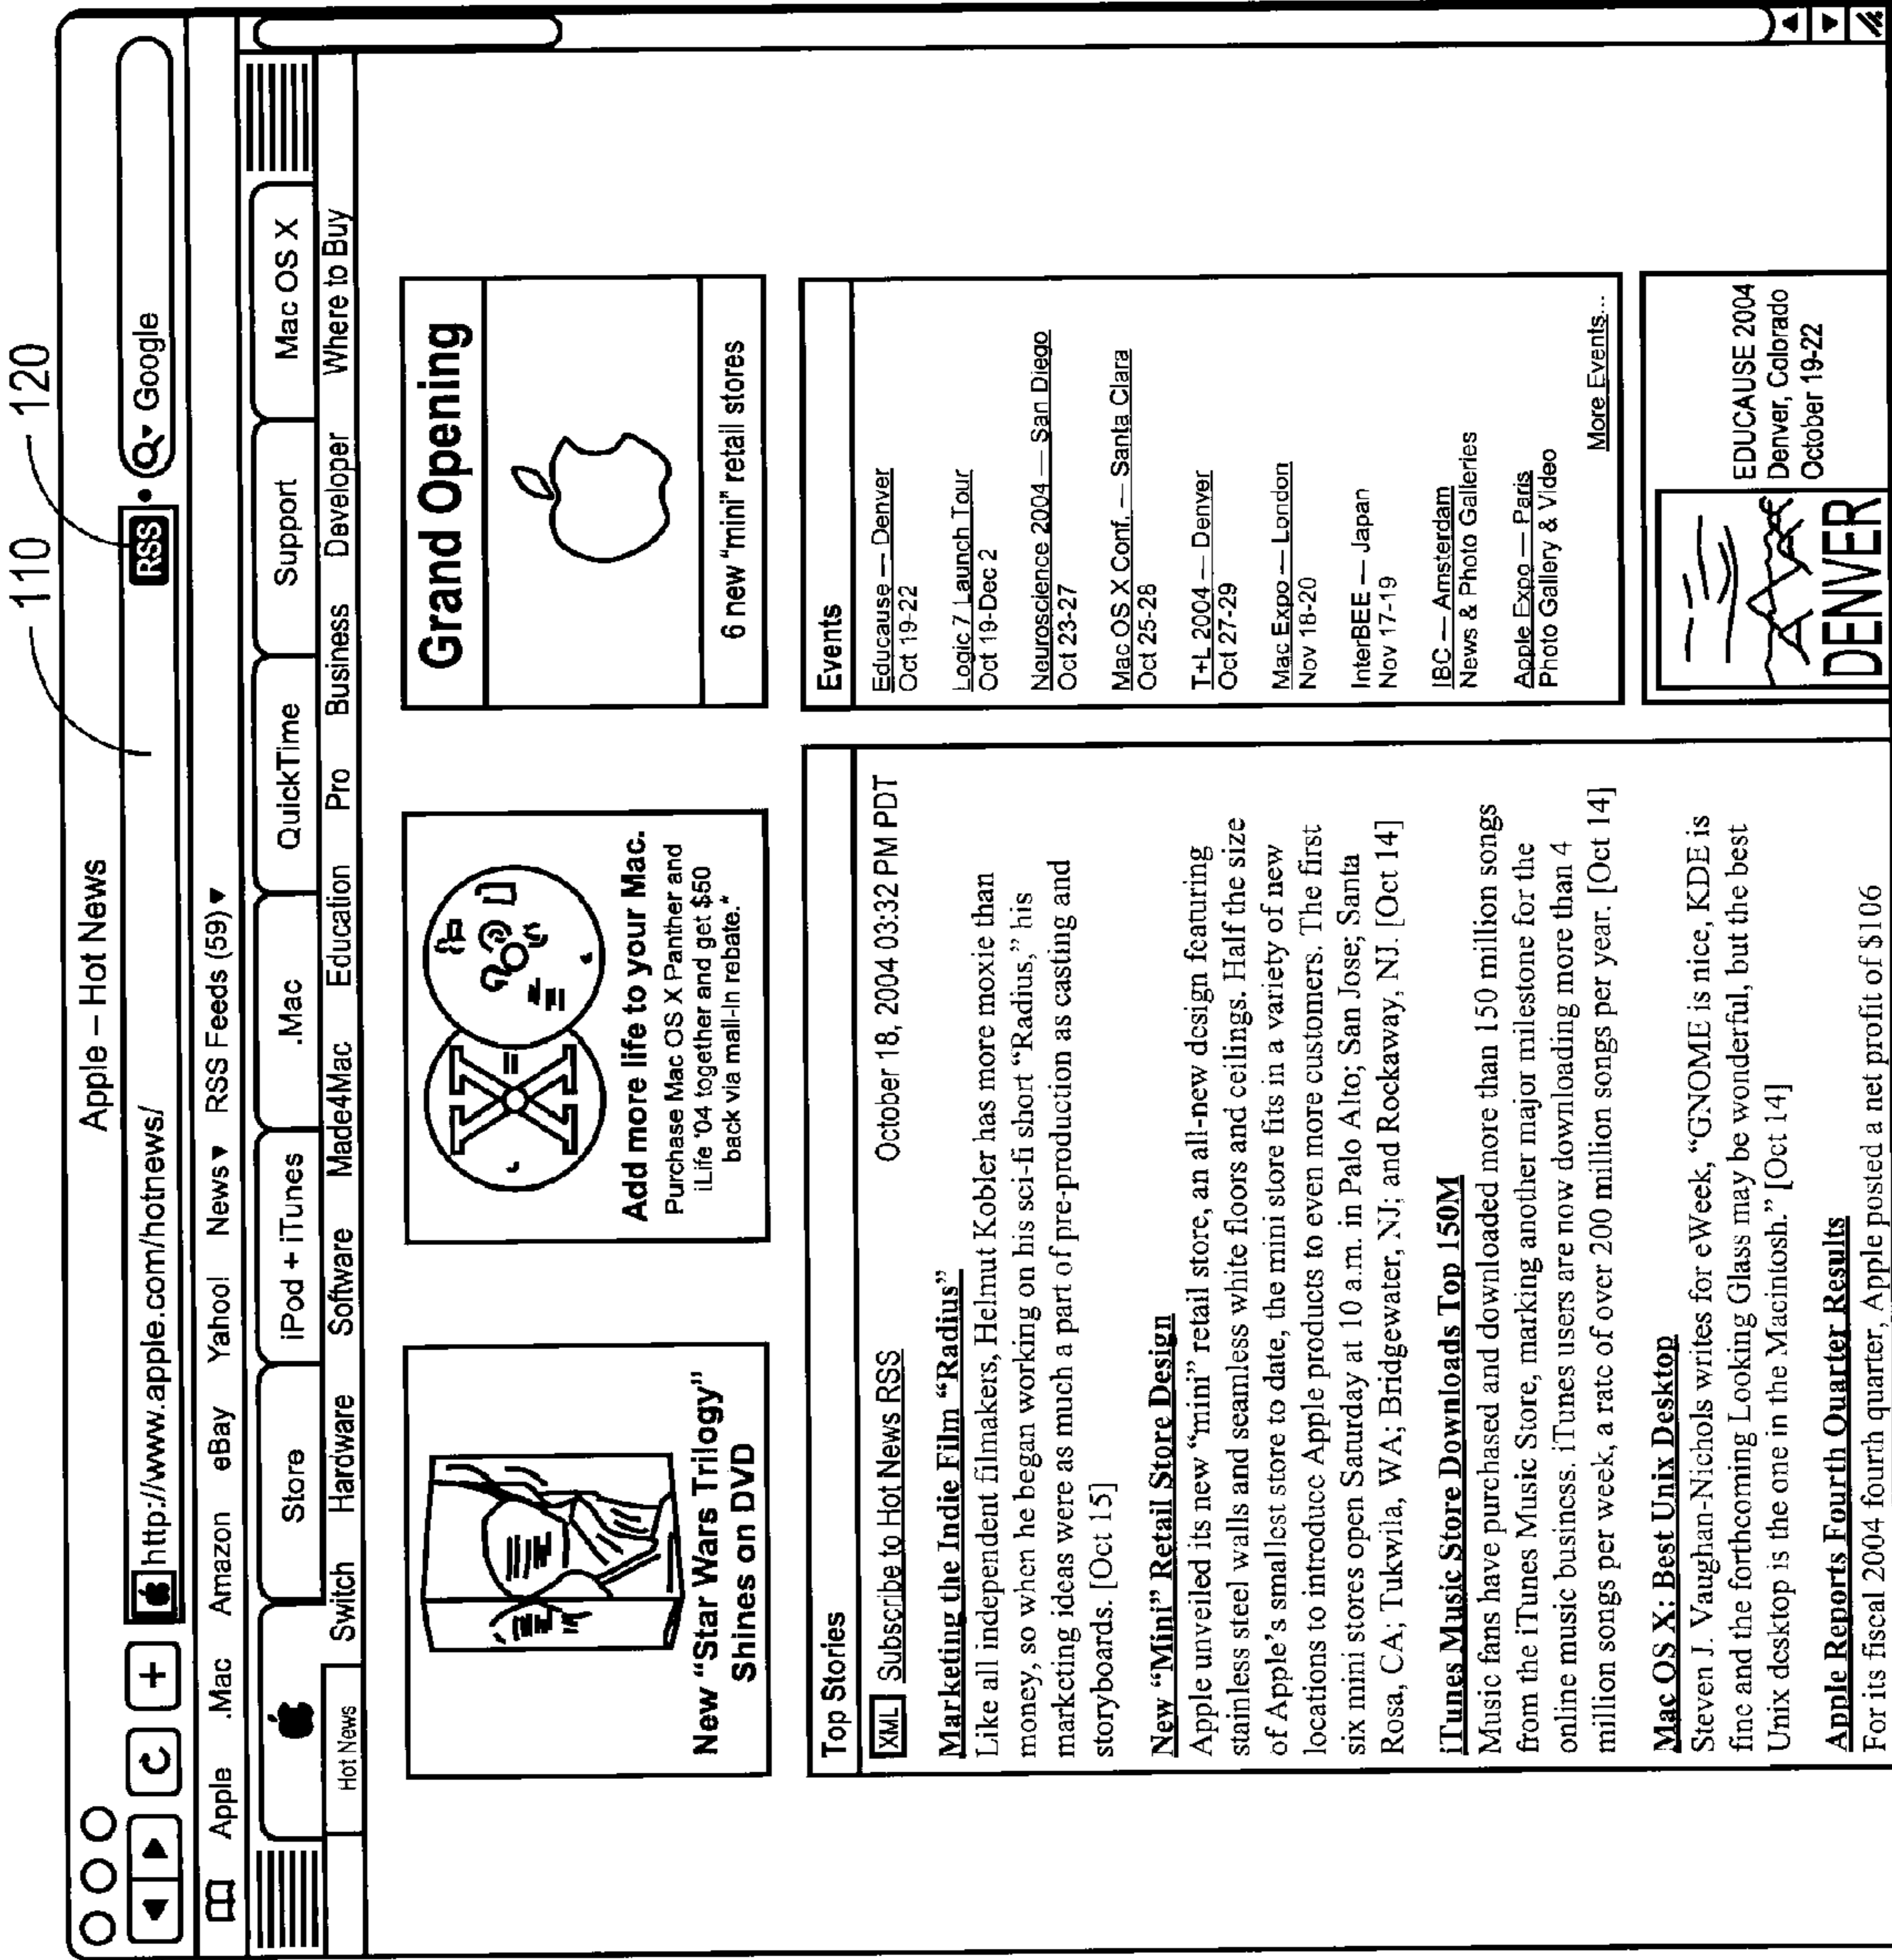 110
120
Apple – Hot News
http://www.apple.com/hotnews/
RSS
Google
Apple .Mac Amazon eBay Yahoo! News RSS Feeds (59)
Store iPod + iTunes .Mac QuickTime Support Mac OS X
Hot News Switch Hardware Software Made4Mac Education Pro Business Developer Where to Buy
New “Star Wars Trilogy”
Shines on DVD
X
Add more life to your Mac.
Purchase Mac OS X Panther and
iLife '04 together and get $50
back via mail-in rebate.*
Grand Opening
6 new “mini” retail stores
Top Stories
XML Subscribe to Hot News RSS October 18, 2004 03:32 PM PDT
Marketing the Indie Film “Radius”
Like all independent filmakers, Helmut Kobler has more moxie than
money, so when he began working on his sci-fi short “Radius,” his
marketing ideas were as much a part of pre-production as casting and
storyboards. [Oct 15]
New “Mini” Retail Store Design
Apple unveiled its new “mini” retail store, an all-new design featuring
stainless steel walls and seamless white floors and ceilings. Half the size
of Apple’s smallest store to date, the mini store fits in a variety of new
locations to introduce Apple products to even more customers. The first
six mini stores open Saturday at 10 a.m. in Palo Alto; San Jose; Santa
Rosa, CA; Tukwila, WA; Bridgewater, NJ; and Rockaway, NJ. [Oct 14]
iTunes Music Store Downloads Top 150M
Music fans have purchased and downloaded more than 150 million songs
from the iTunes Music Store, marking another major milestone for the
online music business. iTunes users are now downloading more than 4
million songs per week, a rate of over 200 million songs per year. [Oct 14]
Mac OS X: Best Unix Desktop
Steven J. Vaughan-Nichols writes for eWeek, “GNOME is nice, KDE is
fine and the forthcoming Looking Glass may be wonderful, but the best
Unix desktop is the one in the Macintosh.” [Oct 14]
Apple Reports Fourth Quarter Results
For its fiscal 2004 fourth quarter, Apple posted a net profit of $106
Events
Educause — Denver
Oct 19-22
Logic 7 Launch Tour
Oct 19-Dec 2
Neuroscience 2004 — San Diego
Oct 23-27
Mac OS X Conf. — Santa Clara
Oct 25-28
T+L 2004 — Denver
Oct 27-29
Mac Expo — London
Nov 18-20
InterBEE — Japan
Nov 17-19
IBC — Amsterdam
News & Photo Galleries
Apple Expo — Paris
Photo Gallery & Video
More Events...
DENVER
EDUCAUSE 2004
Denver, Colorado
October 19-22